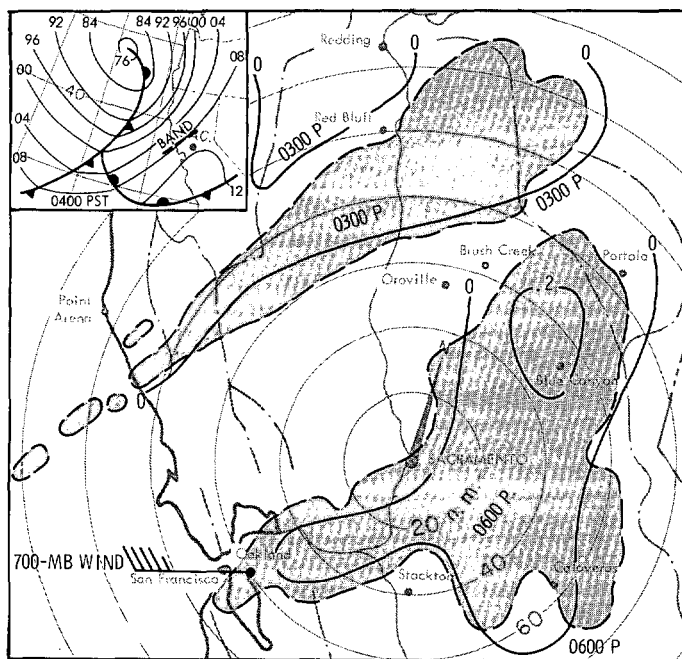 92 84 84 92 96 00 04
96
76
00
08
40
04
BAND
C.
08
12
0400 PST
Redding
0
0
0
Red Bluff
0300 P
0300 P
0300 P
Brush Creek
0
Portola
Oroville
Point
Arena
0
.2
Blue Canyon
0
SACRAMENTO
20 n. m.
0600 P
Oakland
700-MB WIND
San Francisco
40
Stockton
Calaveras
60
0600 P